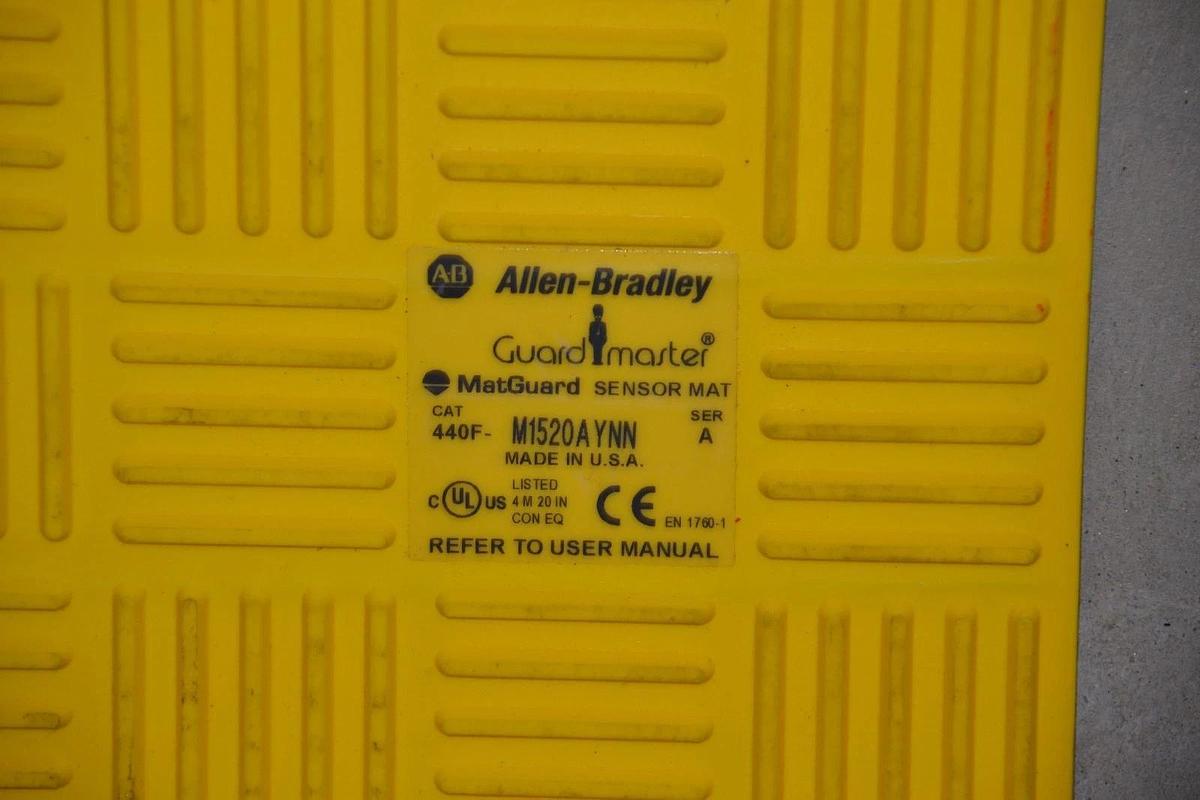 A-B Allen-Bradley
Guardmaster®
MatGuard SENSOR MAT
CAT SER
440F- M1520AYNN A
MADE IN U.S.A.
C UL US LISTED
4 M 20 IN
CON EQ
CE EN 1760-1
REFER TO USER MANUAL